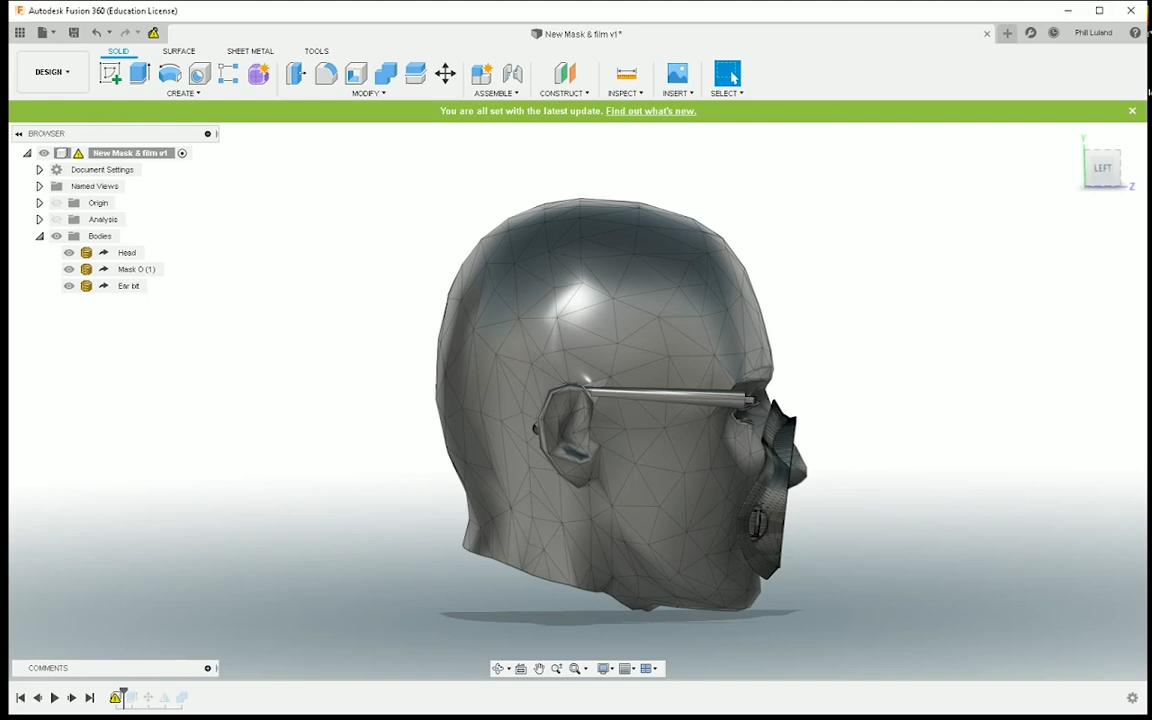 Autodesk Fusion 360 (Education License)
New Mask & film v1*
Phill Luland
DESIGN
SOLID SURFACE SHEET METAL TOOLS
CREATE MODIFY ASSEMBLE CONSTRUCT INSPECT INSERT SELECT
You are all set with the latest update. Find out what's new.
BROWSER
New Mask & film v1
Document Settings
Named Views
Origin
Analysis
Bodies
Head
Mask O (1)
Ear bit
Y
LEFT
Z
COMMENTS